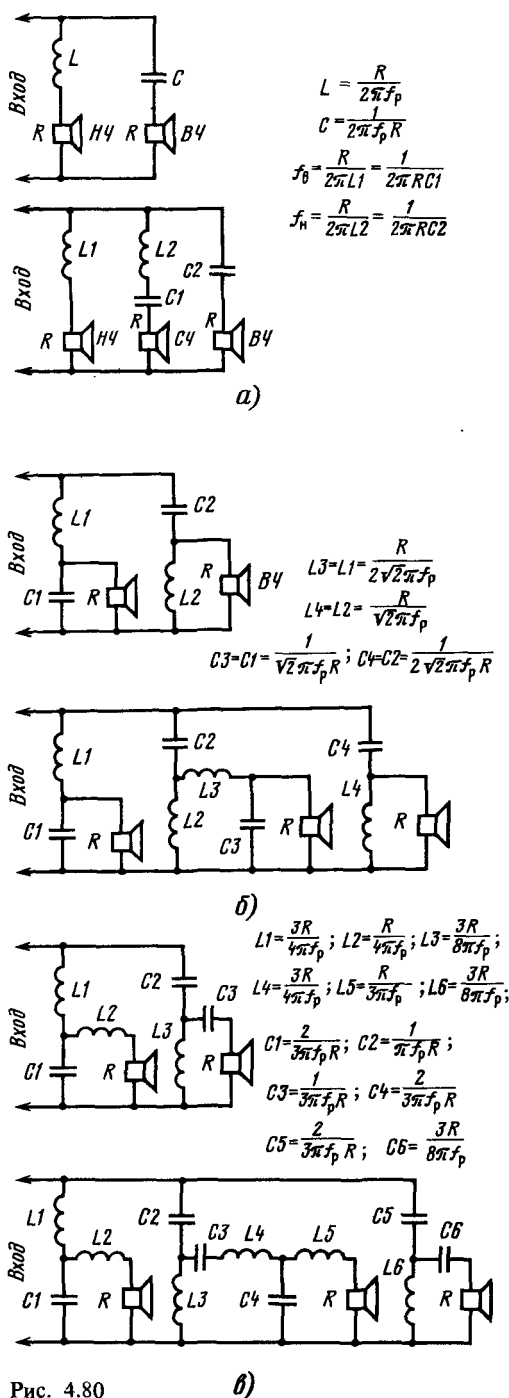 Вход
L
C
R
НЧ
R
ВЧ
L = R/2πfр
C = 1/2πfрR
fв = R/2πL1 = 1/2πRC1
fн = R/2πL2 = 1/2πRC2
Вход
L1
L2
C2
C1
R
НЧ
R
СЧ
R
ВЧ
а)
Вход
L1
C2
C1
R
L2
R
ВЧ
L3=L1= R/2√2πfр
L4=L2= R/√2πfр
C3=C1= 1/√2πfрR ; C4=C2= 1/2√2πfрR
Вход
L1
C2
C4
L3
C1
R
L2
C3
R
L4
R
б)
L1= 3R/4πfр ; L2= R/4πfр ; L3= 3R/8πfр ;
L4= 3R/4πfр ; L5= R/3πfр ; L6= 3R/8πfр ;
C1= 2/3πfрR ; C2= 1/πfрR ;
C3= 1/3πfрR ; C4= 2/3πfрR
C5= 2/3πfрR ; C6= 3R/8πfр
Вход
L1
L2
C2
C3
C1
R
L3
R
Вход
L1
L2
C2
C3
L4
L5
C5
C6
C1
R
L3
C4
R
L6
R
Рис. 4.80
в)